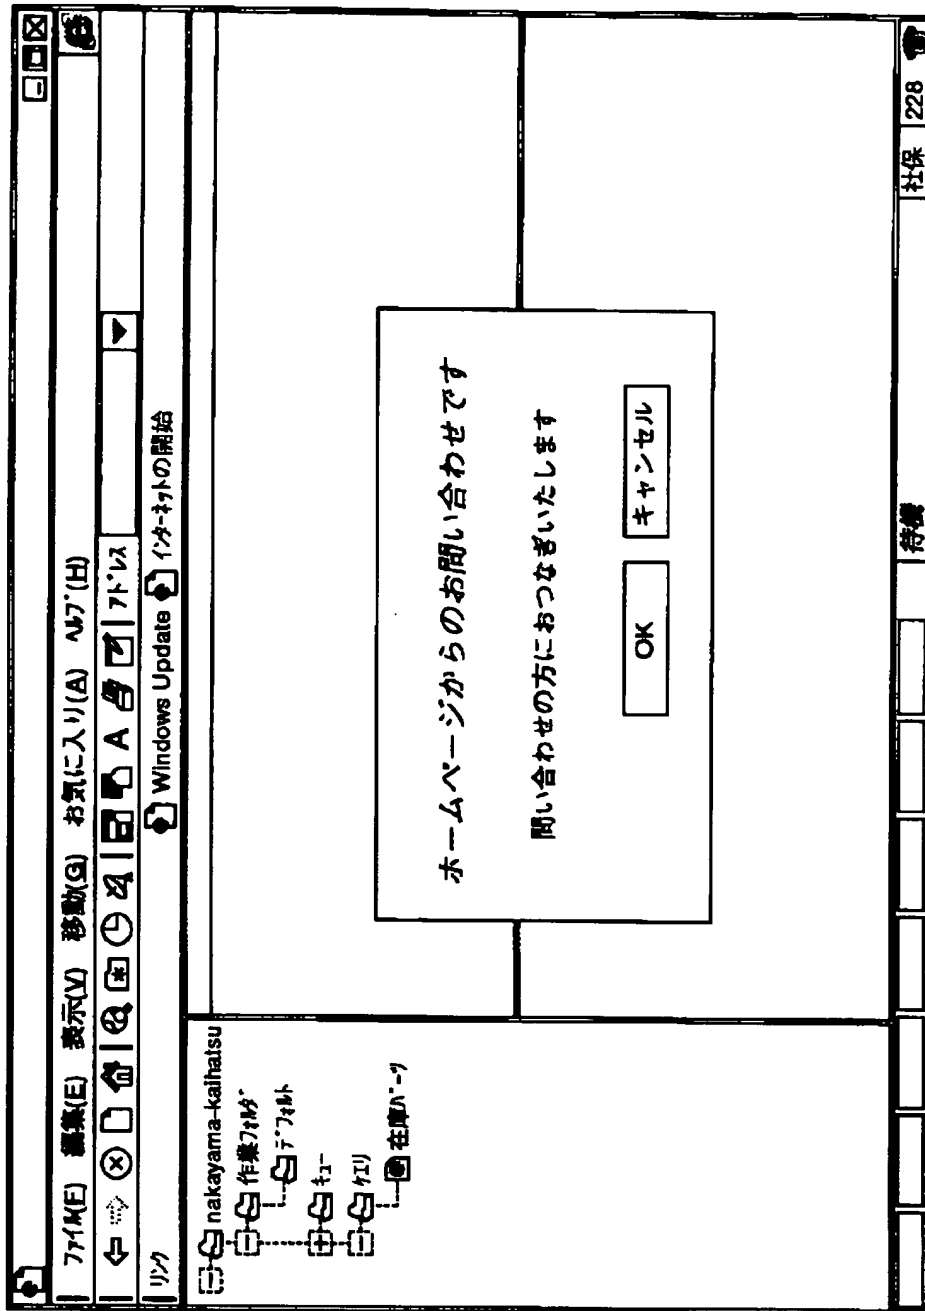 ファイル(F) 編集(E) 表示(V) 移動(G) お気に入り(A) ヘルプ(H)
A アドレス
リンク Windows Update インターネットの開始
nakayama-kaihatsu
作業フォルダ
デフォルト
キュー
クエリ
在庫パーツ
ホームページからのお問い合わせです
問い合わせの方におつなぎいたします
OK キャンセル
待機 社保 228